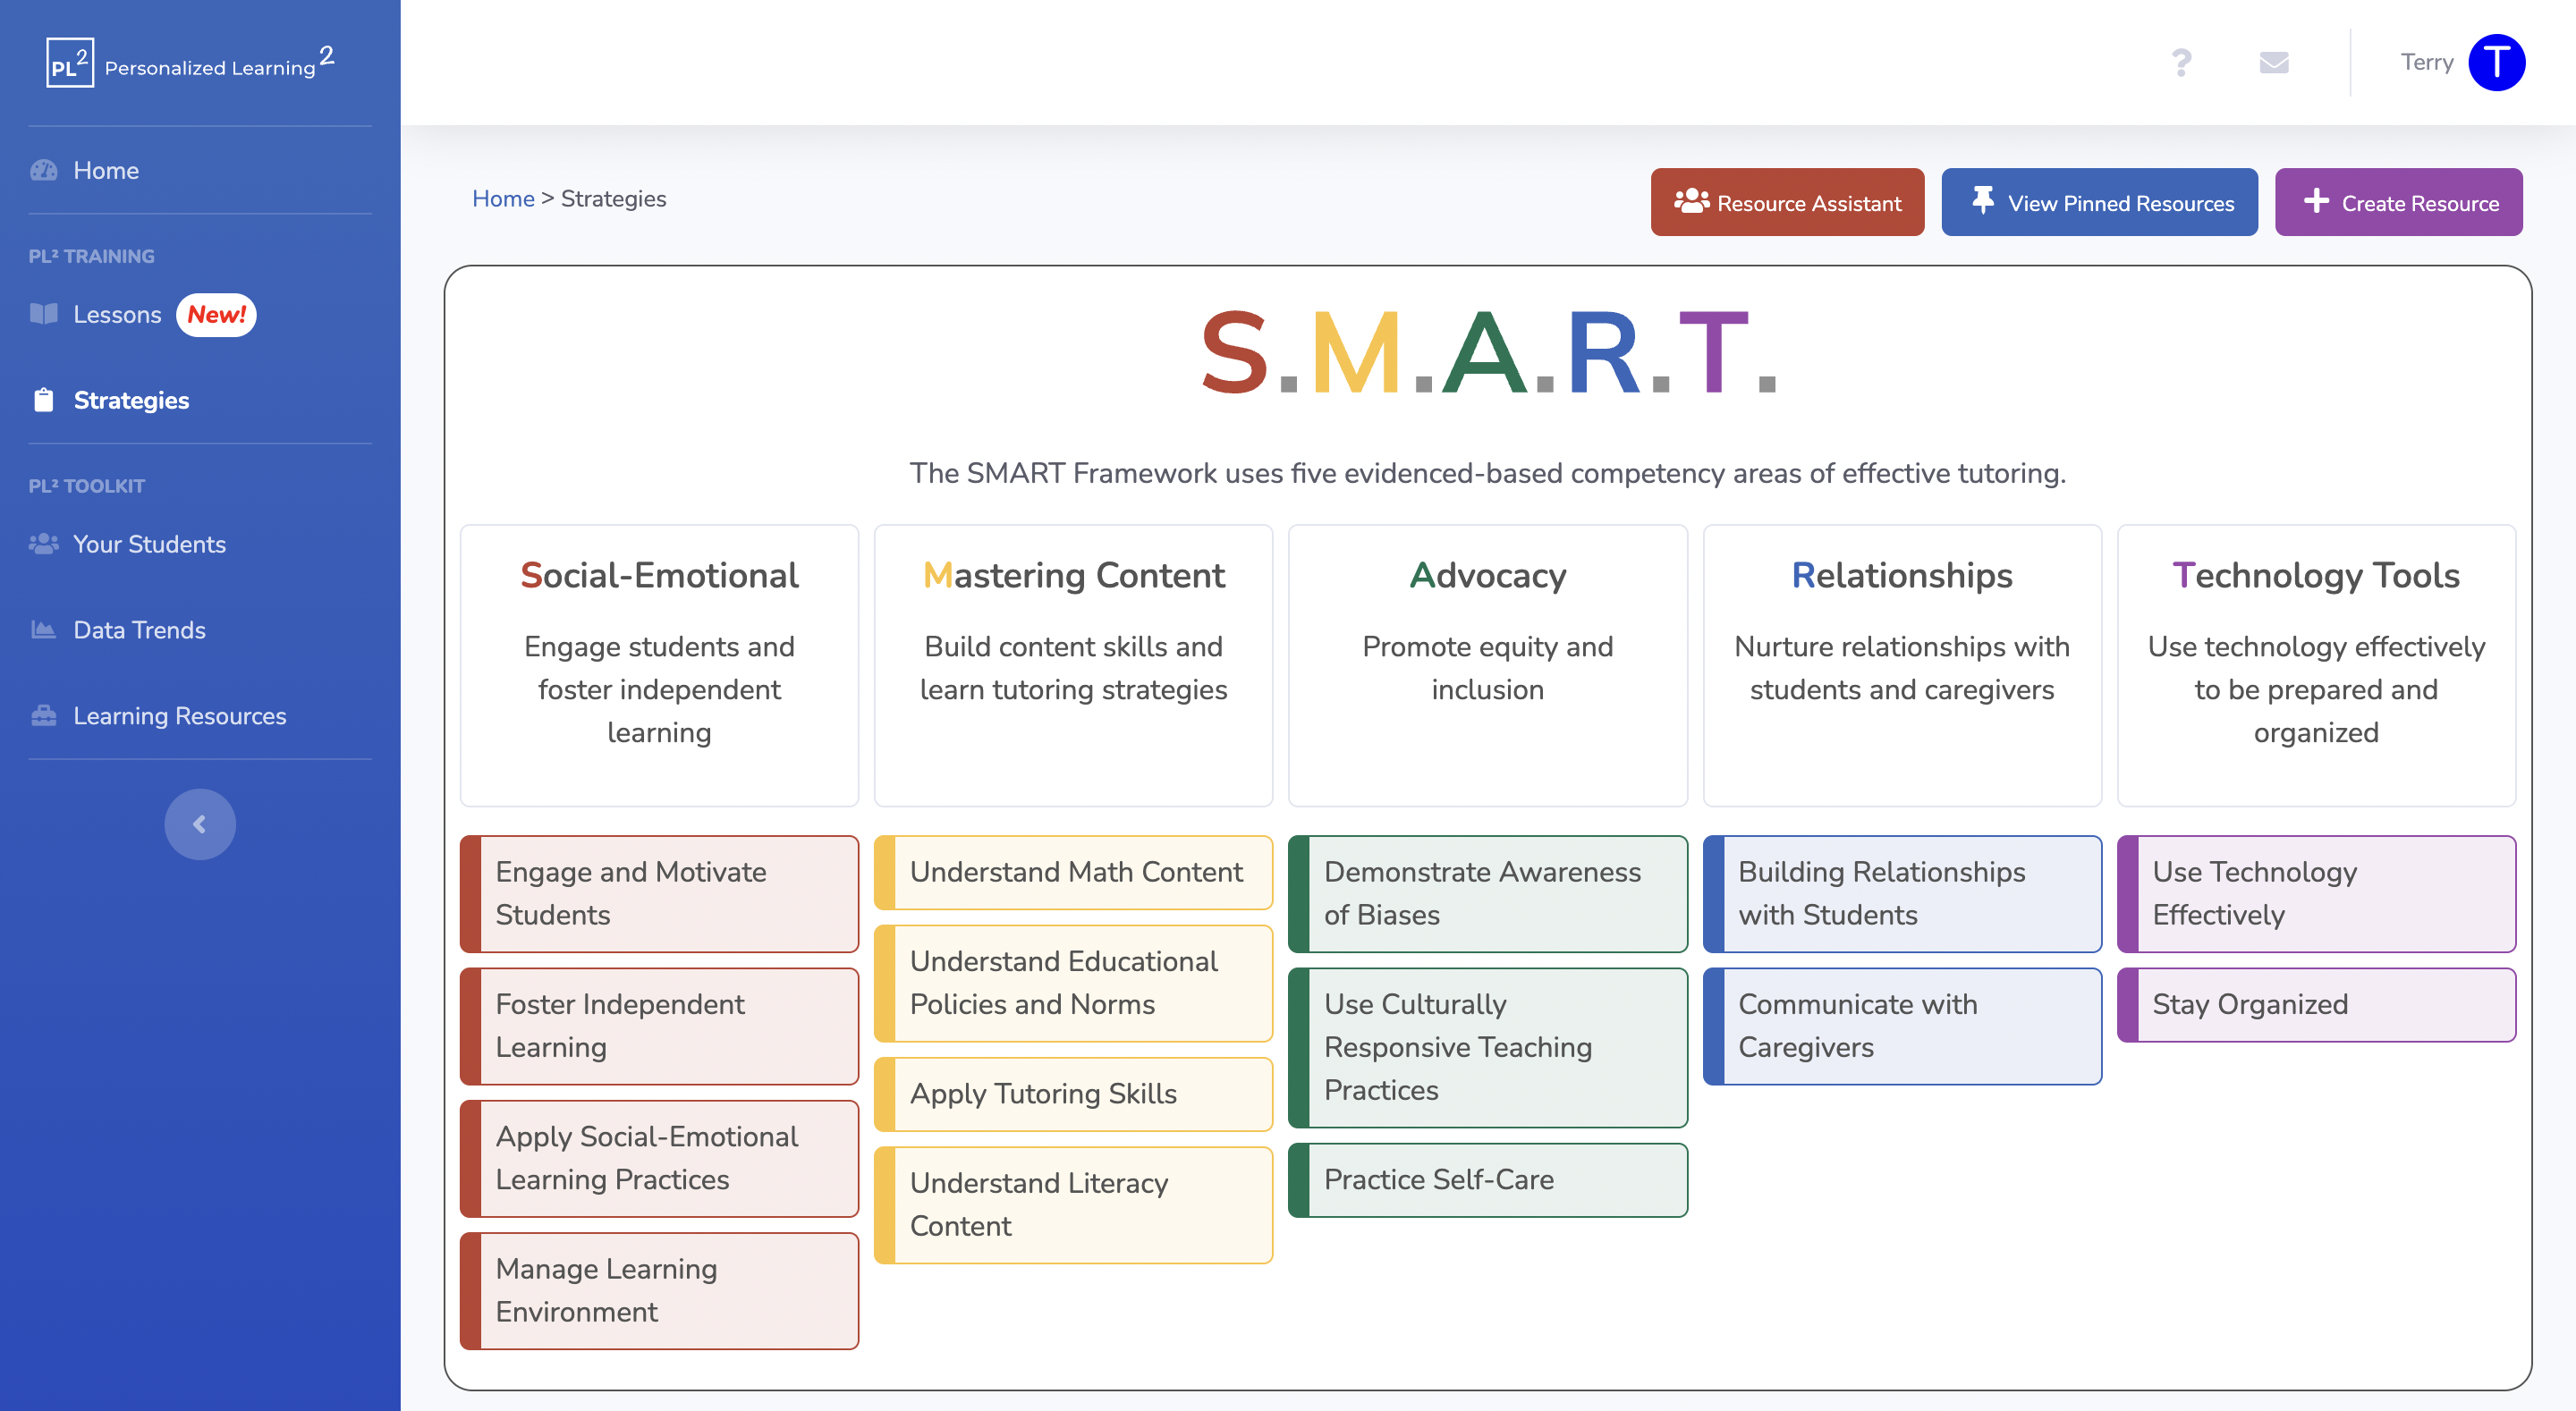 PL2 Personalized Learning2
Home
PL² TRAINING
Lessons New!
Strategies
PL² TOOLKIT
Your Students
Data Trends
Learning Resources
? Terry T
Home > Strategies
Resource Assistant
View Pinned Resources
Create Resource
S.M.A.R.T.
The SMART Framework uses five evidenced-based competency areas of effective tutoring.
Social-Emotional
Engage students and
foster independent
learning
Mastering Content
Build content skills and
learn tutoring strategies
Advocacy
Promote equity and
inclusion
Relationships
Nurture relationships with
students and caregivers
Technology Tools
Use technology effectively
to be prepared and
organized
Engage and Motivate
Students
Foster Independent
Learning
Apply Social-Emotional
Learning Practices
Manage Learning
Environment
Understand Math Content
Understand Educational
Policies and Norms
Apply Tutoring Skills
Understand Literacy
Content
Demonstrate Awareness
of Biases
Use Culturally
Responsive Teaching
Practices
Practice Self-Care
Building Relationships
with Students
Communicate with
Caregivers
Use Technology
Effectively
Stay Organized